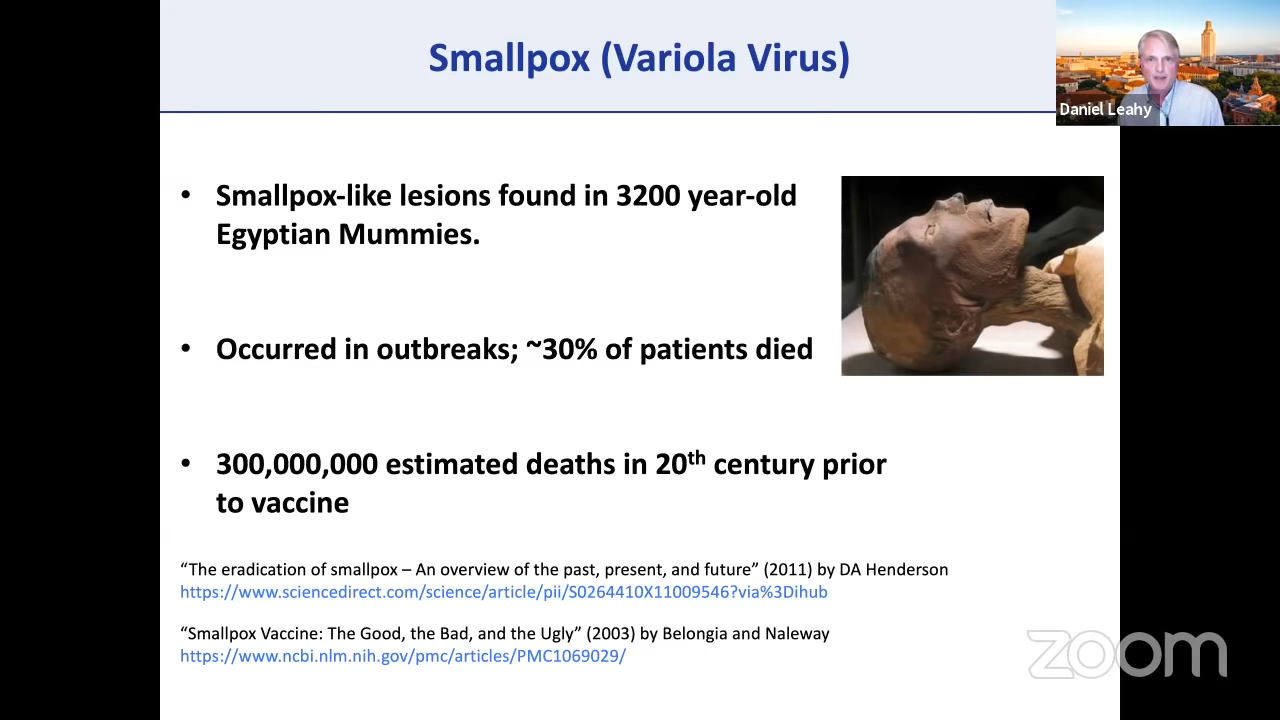 Smallpox (Variola Virus)
Daniel Leahy
• Smallpox-like lesions found in 3200 year-old
Egyptian Mummies.
• Occurred in outbreaks; ~30% of patients died
• 300,000,000 estimated deaths in 20th century prior
to vaccine
“The eradication of smallpox – An overview of the past, present, and future” (2011) by DA Henderson
https://www.sciencedirect.com/science/article/pii/S0264410X11009546?via%3Dihub
“Smallpox Vaccine: The Good, the Bad, and the Ugly” (2003) by Belongia and Naleway
https://www.ncbi.nlm.nih.gov/pmc/articles/PMC1069029/
zoom